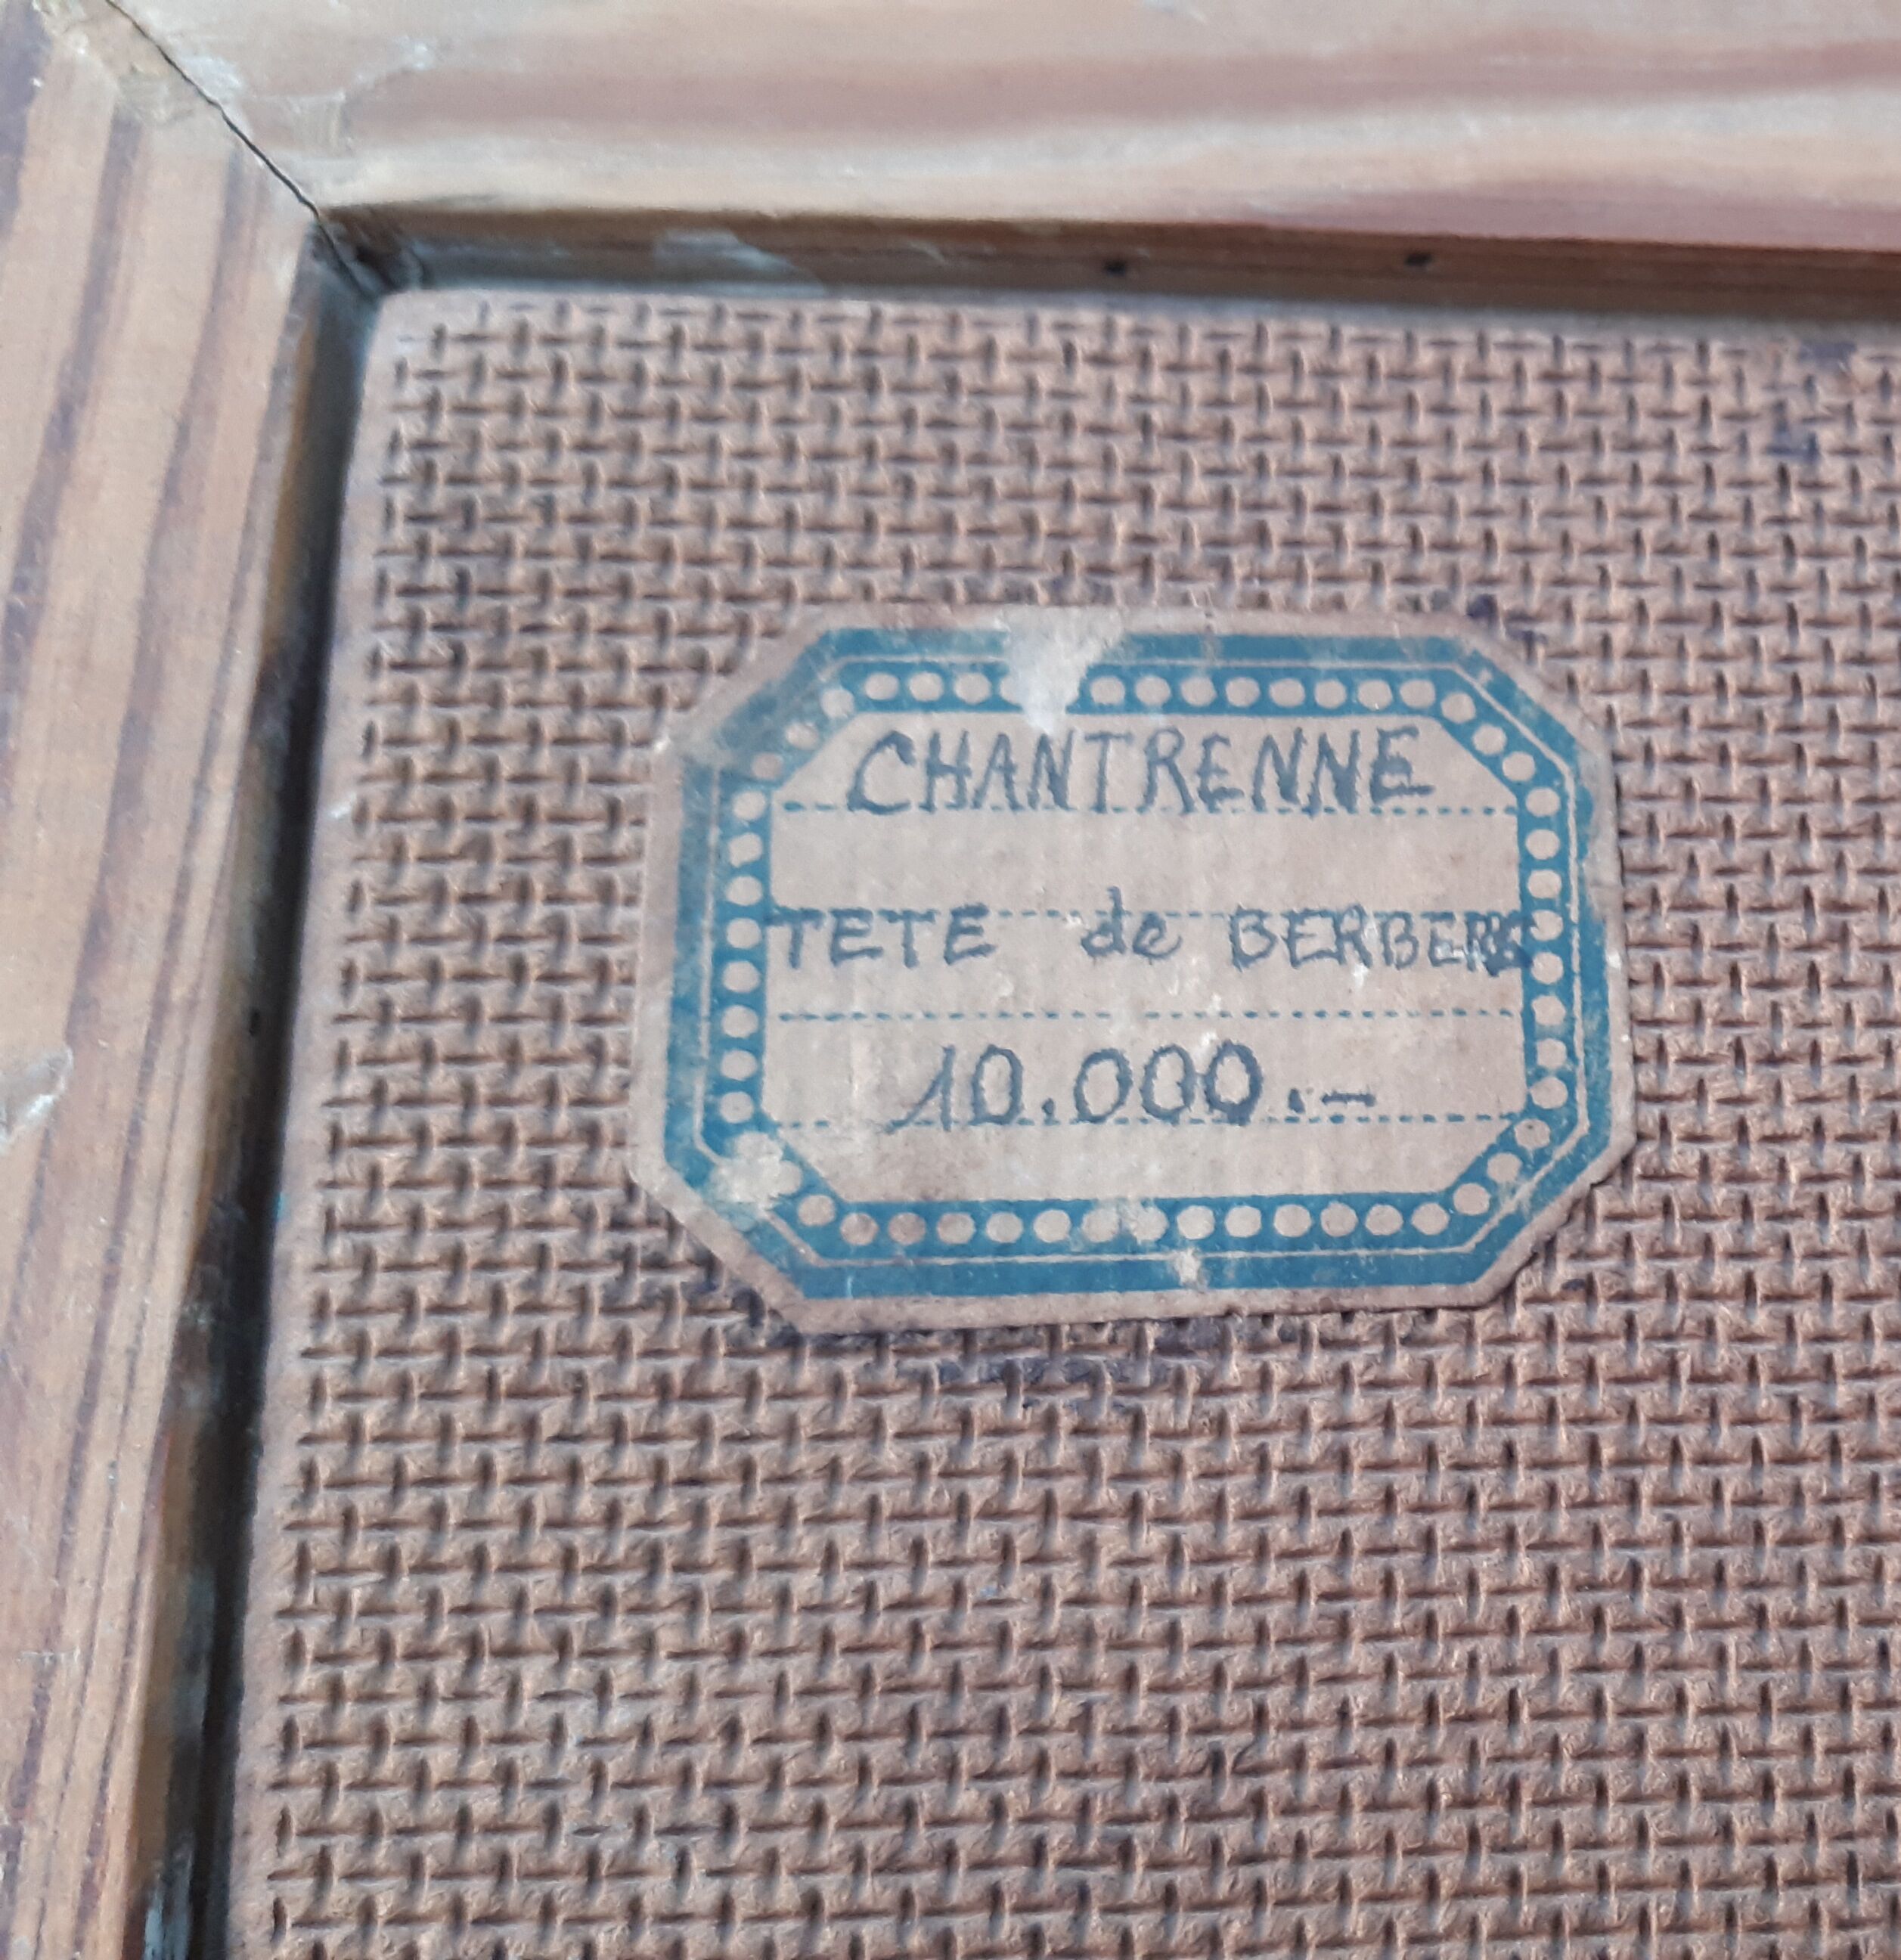 CHANTRENNE
TETE de BERBERE
10.000.-